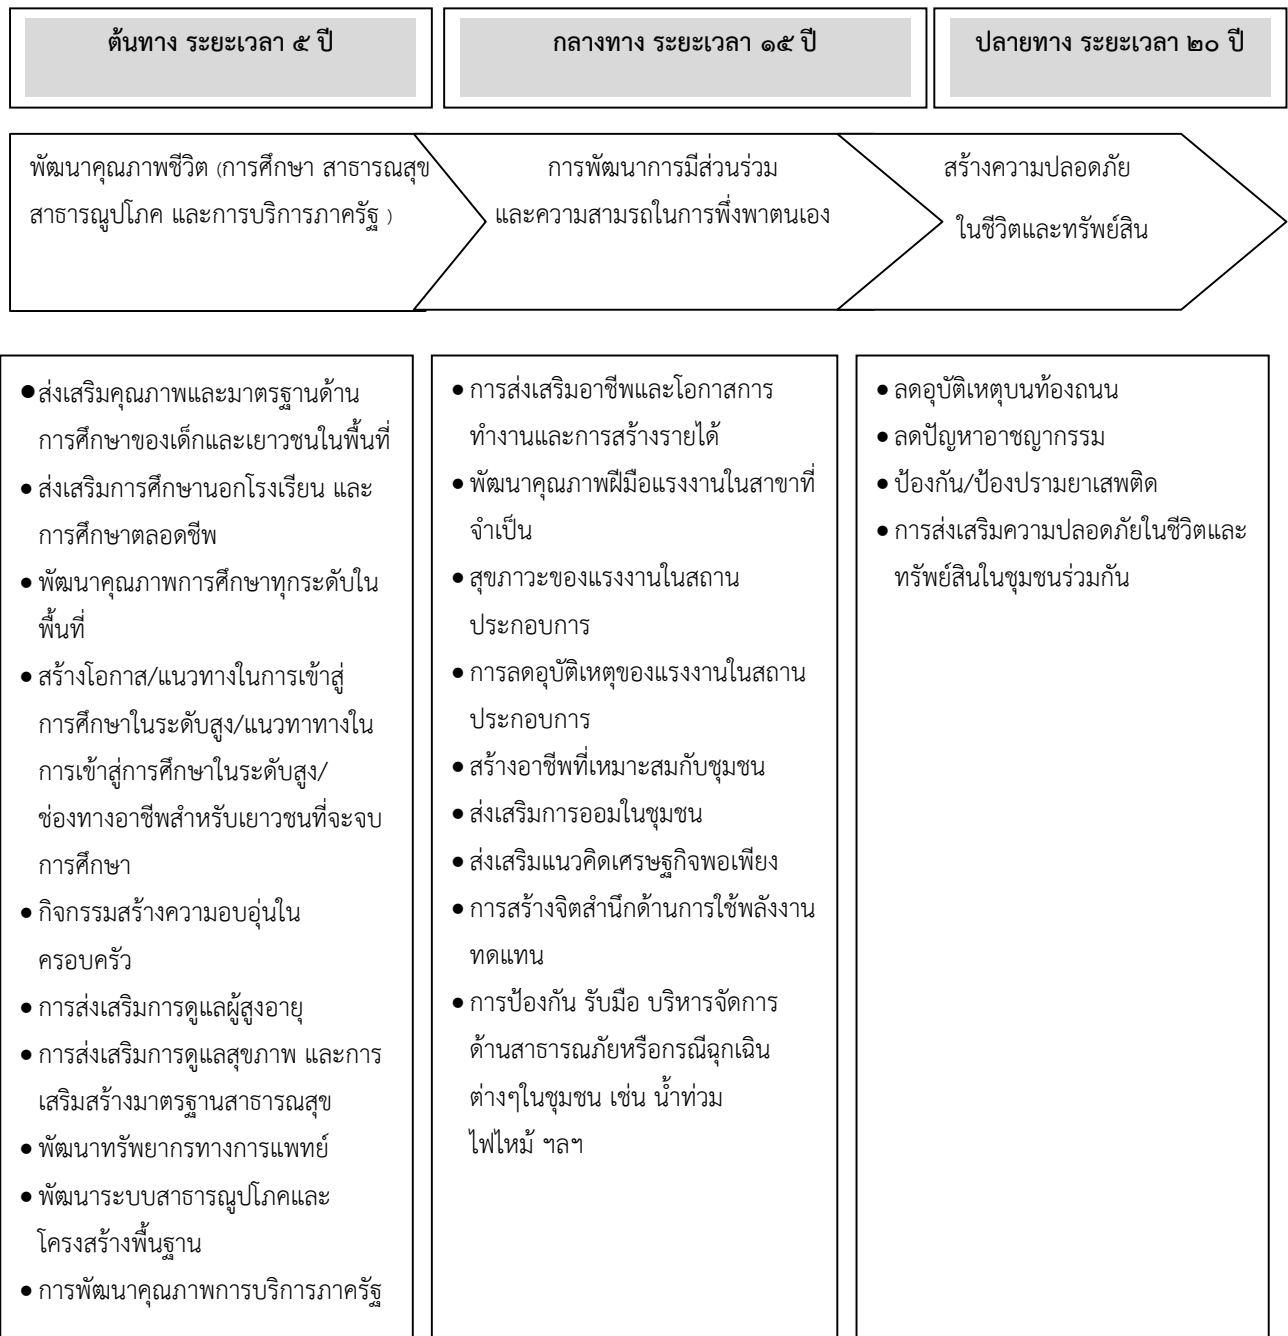 ต้นทาง ระยะเวลา ๕ ปี
กลางทาง ระยะเวลา ๑๕ ปี
ปลายทาง ระยะเวลา ๒๐ ปี
พัฒนาคุณภาพชีวิต (การศึกษา สาธารณสุข
สาธารณูปโภค และการบริการภาครัฐ )
การพัฒนาการมีส่วนร่วม
และความสามรถในการพึ่งพาตนเอง
สร้างความปลอดภัย
ในชีวิตและทรัพย์สิน
● ส่งเสริมคุณภาพและมาตรฐานด้าน
การศึกษาของเด็กและเยาวชนในพื้นที่
● ส่งเสริมการศึกษานอกโรงเรียน และ
การศึกษาตลอดชีพ
● พัฒนาคุณภาพการศึกษาทุกระดับใน
พื้นที่
● สร้างโอกาส/แนวทางในการเข้าสู่
การศึกษาในระดับสูง/แนวทาทางใน
การเข้าสู่การศึกษาในระดับสูง/
ช่องทางอาชีพสำหรับเยาวชนที่จะจบ
การศึกษา
● กิจกรรมสร้างความอบอุ่นใน
ครอบครัว
● การส่งเสริมการดูแลผู้สูงอายุ
● การส่งเสริมการดูแลสุขภาพ และการ
เสริมสร้างมาตรฐานสาธารณสุข
● พัฒนาทรัพยากรทางการแพทย์
● พัฒนาระบบสาธารณูปโภคและ
โครงสร้างพื้นฐาน
● การพัฒนาคุณภาพการบริการภาครัฐ
● การส่งเสริมอาชีพและโอกาสการ
ทำงานและการสร้างรายได้
● พัฒนาคุณภาพฝีมือแรงงานในสาขาที่
จำเป็น
● สุขภาวะของแรงงานในสถาน
ประกอบการ
● การลดอุบัติเหตุของแรงงานในสถาน
ประกอบการ
● สร้างอาชีพที่เหมาะสมกับชุมชน
● ส่งเสริมการออมในชุมชน
● ส่งเสริมแนวคิดเศรษฐกิจพอเพียง
● การสร้างจิตสำนึกด้านการใช้พลังงาน
ทดแทน
● การป้องกัน รับมือ บริหารจัดการ
ด้านสาธารณภัยหรือกรณีฉุกเฉิน
ต่างๆในชุมชน เช่น น้ำท่วม
ไฟไหม้ ฯลฯ
● ลดอุบัติเหตุบนท้องถนน
● ลดปัญหาอาชญากรรม
● ป้องกัน/ป้องปรามยาเสพติด
● การส่งเสริมความปลอดภัยในชีวิตและ
ทรัพย์สินในชุมชนร่วมกัน